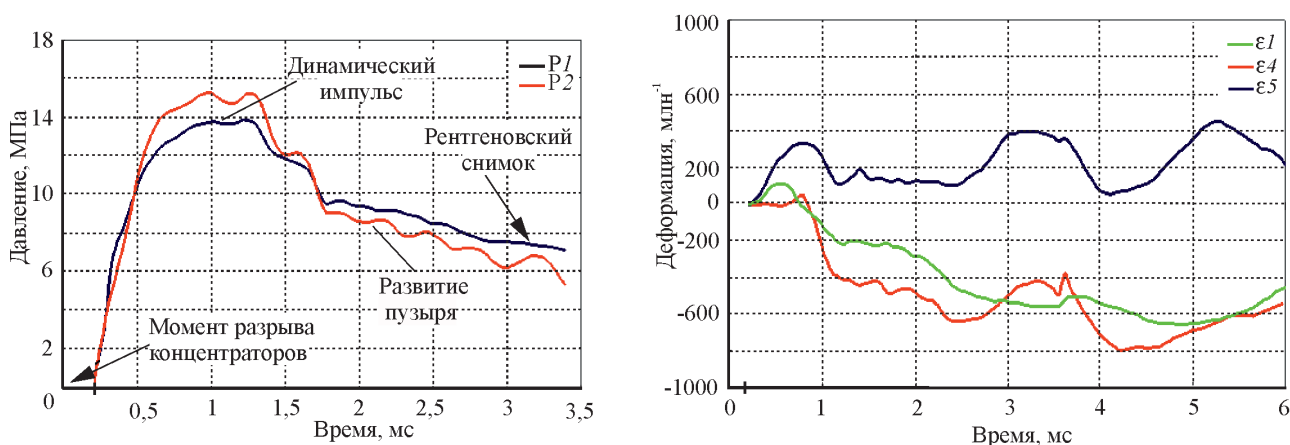 18
14
10
6
2
0
Давление, МПа
Динамический
импульс
P1
P2
Рентгеновский
снимок
Развитие
пузыря
Момент разрыва
концентраторов
0,5
1
1,5
2
2,5
3
3,5
Время, мс
1000
600
200
0
-200
-600
-1000
Деформация, млн⁻¹
ε1
ε4
ε5
0
1
2
3
4
5
6
Время, мс